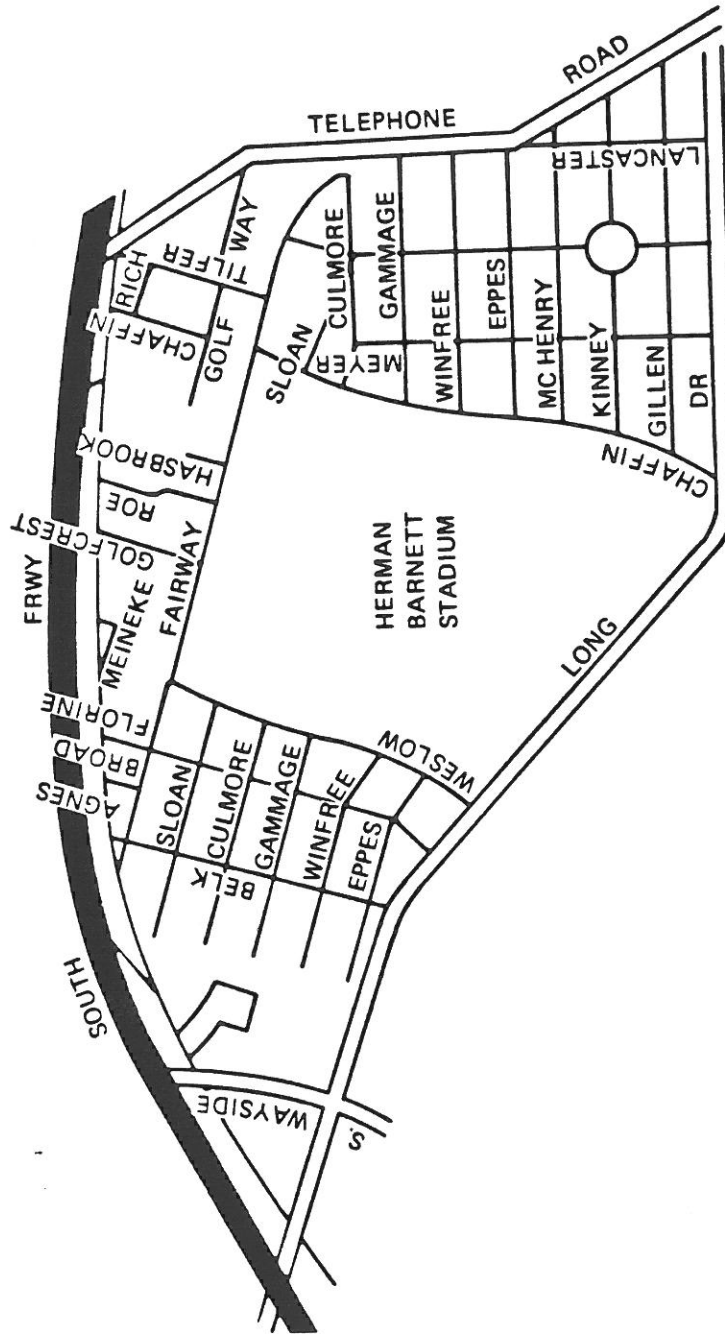 SOUTH
FRWY
TELEPHONE
ROAD
RICH
CHAFFIN
TILFER
GOLF
WAY
HASBROOK
ROE
GOLFCREST
MEINEKE
FAIRWAY
FLORINE
BROAD
AGNES
SLOAN
CULMORE
GAMMAGE
WINFREE
EPPES
BELK
WESLOW
S.
WAYSIDE
HERMAN
BARNETT
STADIUM
SLOAN
CULMORE
MEYER
GAMMAGE
WINFREE
EPPES
MC HENRY
KINNEY
GILLEN
LANCASTER
CHAFFIN
LONG
DR